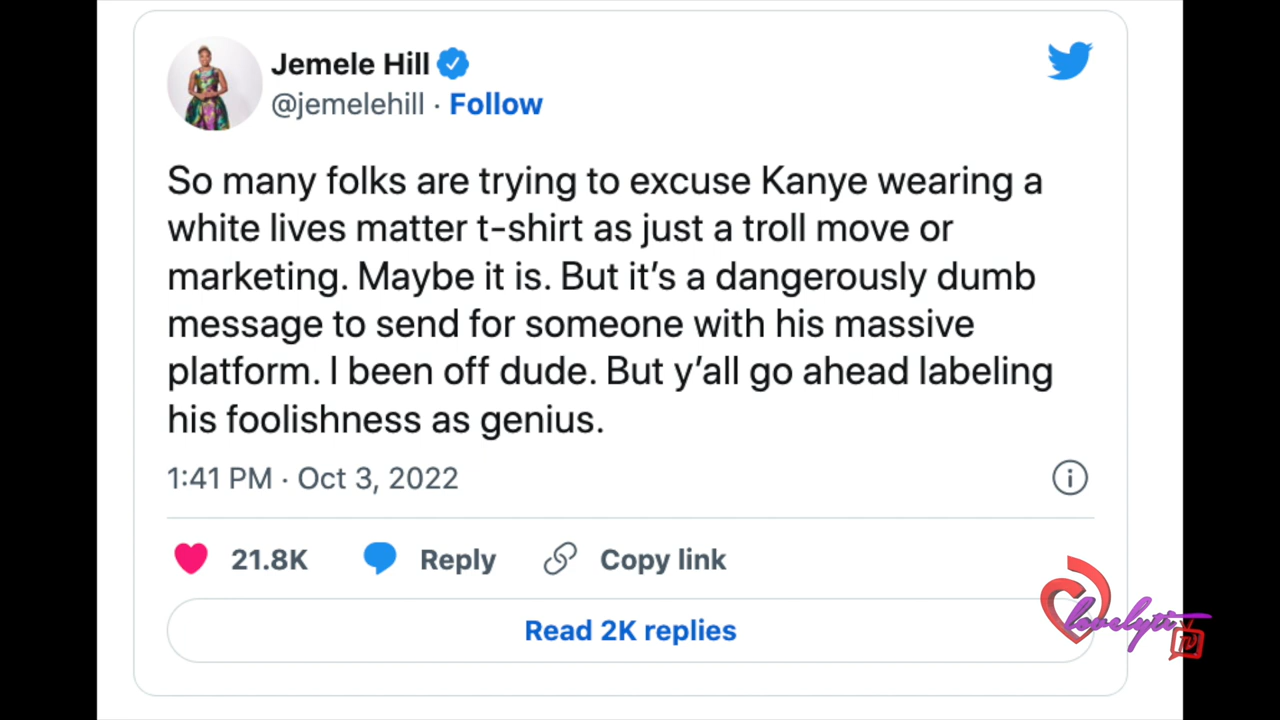 Jemele Hill
@jemelehill · Follow
So many folks are trying to excuse Kanye wearing a
white lives matter t-shirt as just a troll move or
marketing. Maybe it is. But it’s a dangerously dumb
message to send for someone with his massive
platform. I been off dude. But y’all go ahead labeling
his foolishness as genius.
1:41 PM · Oct 3, 2022
21.8K Reply Copy link
Read 2K replies
lovelyti
TV